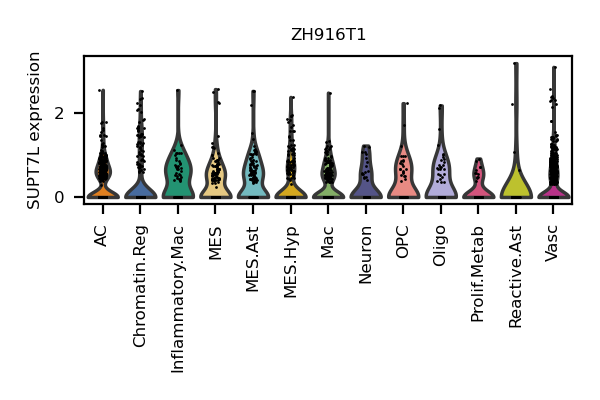 ZH916T1
SUPT7L expression
2
0
AC
Chromatin.Reg
Inflammatory.Mac
MES
MES.Ast
MES.Hyp
Mac
Neuron
OPC
Oligo
Prolif.Metab
Reactive.Ast
Vasc